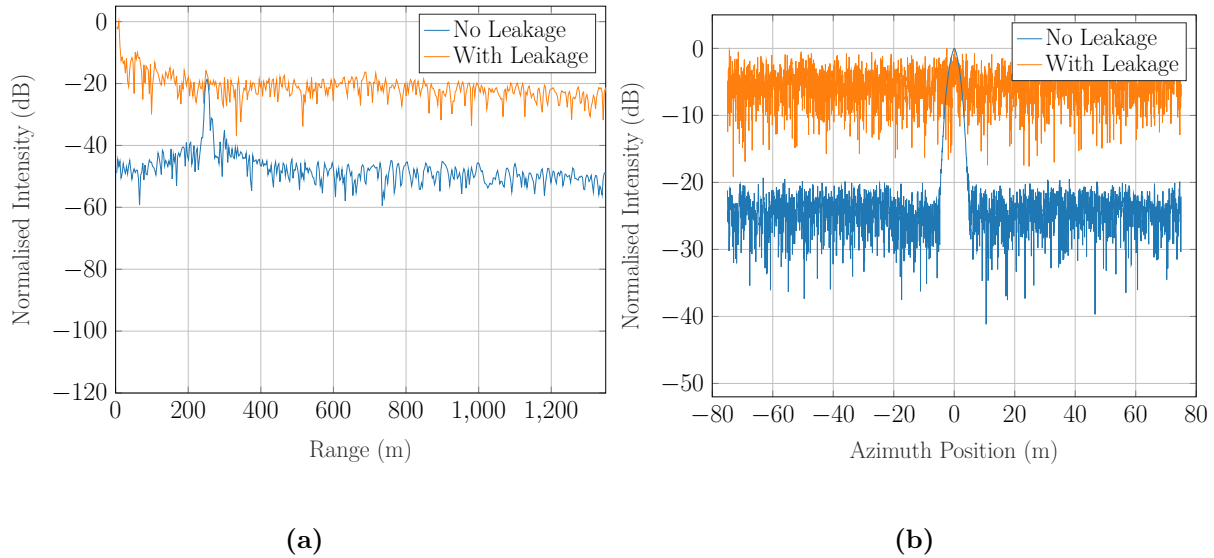 No Leakage
With Leakage
0
−20
−40
−60
−80
−100
−120
0 200 400 600 800 1,000 1,200
Normalised Intensity (dB)
Range (m)
(a)
No Leakage
With Leakage
0
−10
−20
−30
−40
−50
−80 −60 −40 −20 0 20 40 60 80
Normalised Intensity (dB)
Azimuth Position (m)
(b)